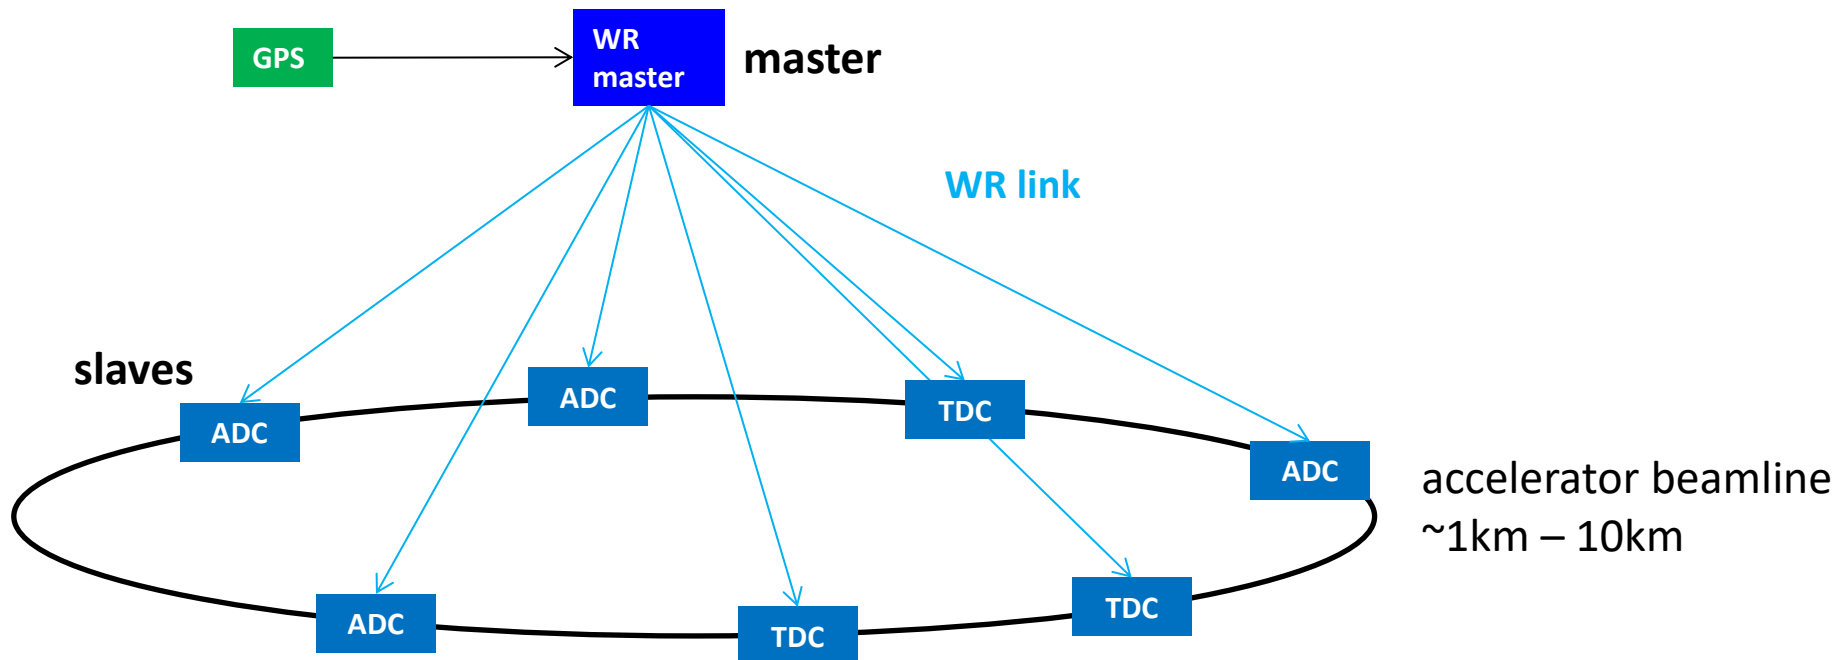 GPS
WR
master
master
WR link
slaves
ADC
ADC
TDC
ADC
accelerator beamline
~1km – 10km
ADC
TDC
TDC